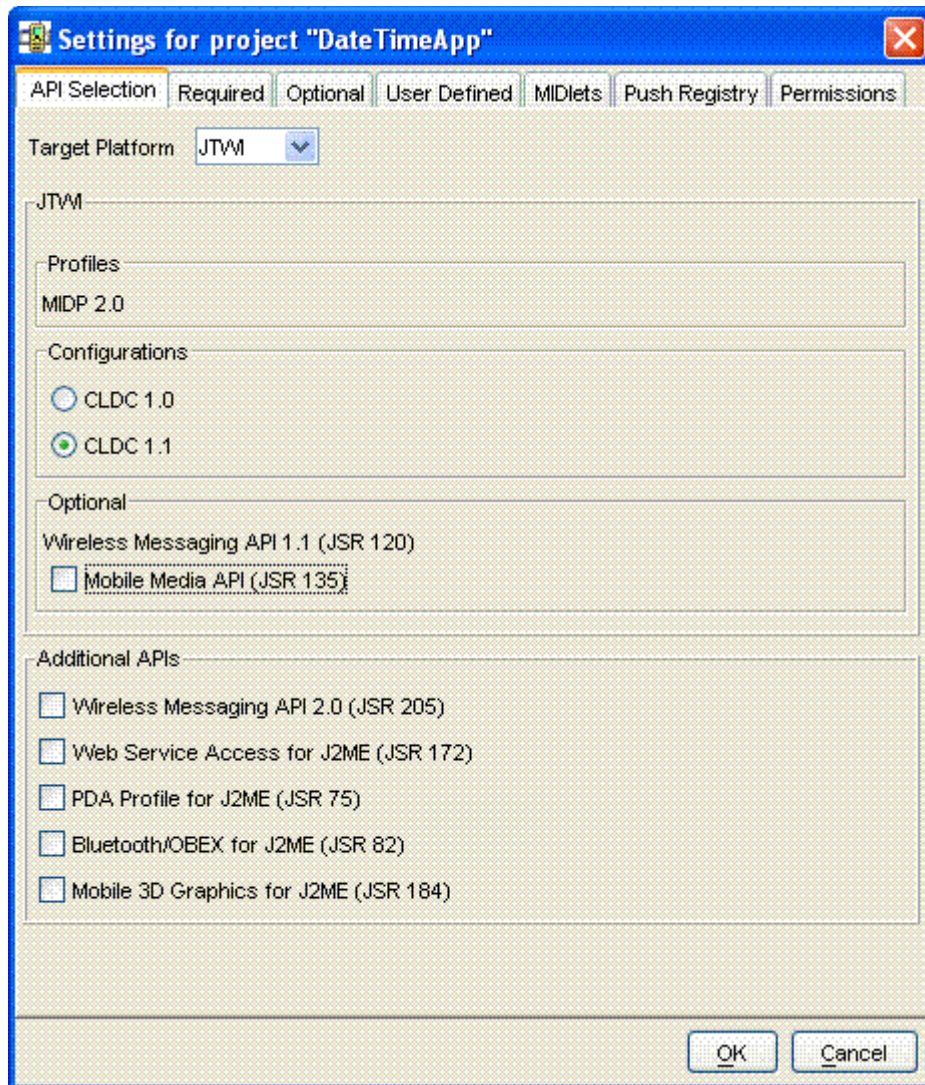 Settings for project "DateTimeApp"
API Selection Required Optional User Defined MIDlets Push Registry Permissions
Target Platform JTWI
JTWI
Profiles
MIDP 2.0
Configurations
CLDC 1.0
CLDC 1.1
Optional
Wireless Messaging API 1.1 (JSR 120)
Mobile Media API (JSR 135)
Additional APIs
Wireless Messaging API 2.0 (JSR 205)
Web Service Access for J2ME (JSR 172)
PDA Profile for J2ME (JSR 75)
Bluetooth/OBEX for J2ME (JSR 82)
Mobile 3D Graphics for J2ME (JSR 184)
OK Cancel